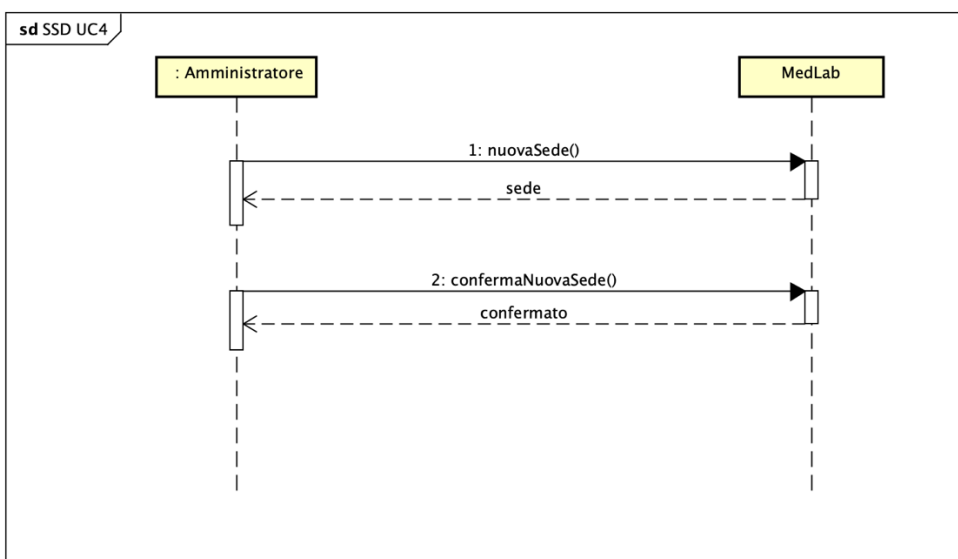 sd SSD UC4
: Amministratore
MedLab
1: nuovaSede()
sede
2: confermaNuovaSede()
confermato